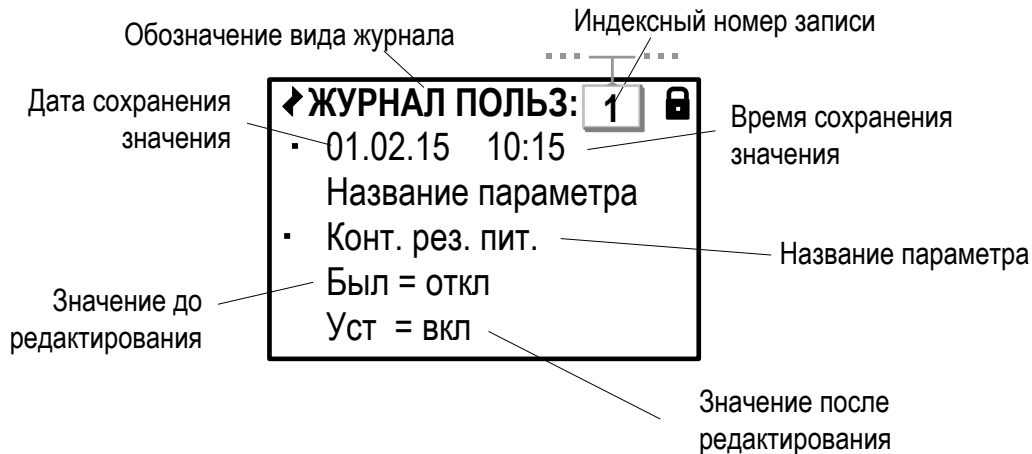 Индексный номер записи
Обозначение вида журнала
Дата сохранения
значения
ЖУРНАЛ ПОЛЬЗ: 1
01.02.15 10:15
Время сохранения
значения
Название параметра
Конт. рез. пит.
Название параметра
Был = откл
Значение до
редактирования
Уст = вкл
Значение после
редактирования